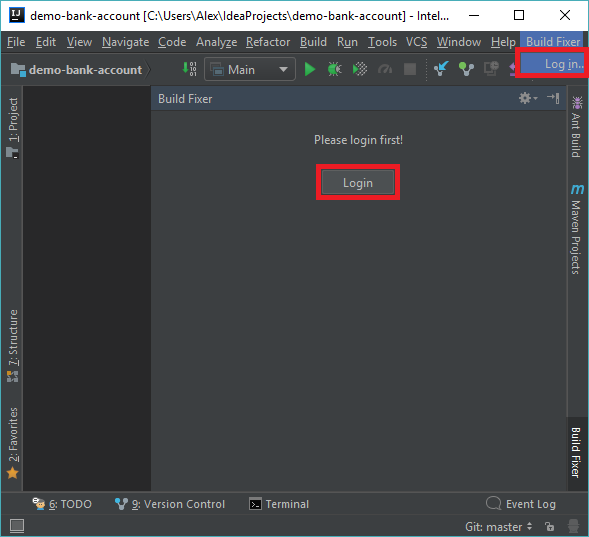 IJ demo-bank-account [C:\Users\Alex\IdeaProjects\demo-bank-account] - Intel...
File Edit View Navigate Code Analyze Refactor Build Run Tools VCS Window Help Build Fixer
Log in..
demo-bank-account Main
Build Fixer
Please login first!
Login
1: Project
7: Structure
2: Favorites
Ant Build
m Maven Projects
Build Fixer
6: TODO 9: Version Control Terminal Event Log
Git: master